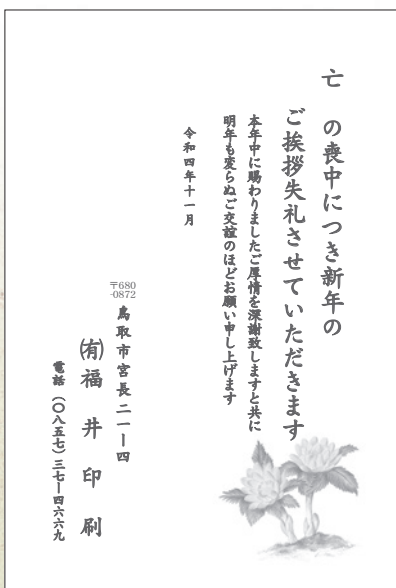 亡　の喪中につき新年の
ご挨拶失礼させていただきます
本年中に賜わりましたご厚情を深謝致しますと共に
明年も変らぬご交誼のほどお願い申し上げます
令和四年十一月
〒680-0872
鳥取市宮長二一ー四
㈲福井印刷
電話（〇八五七）三七ー四六六九